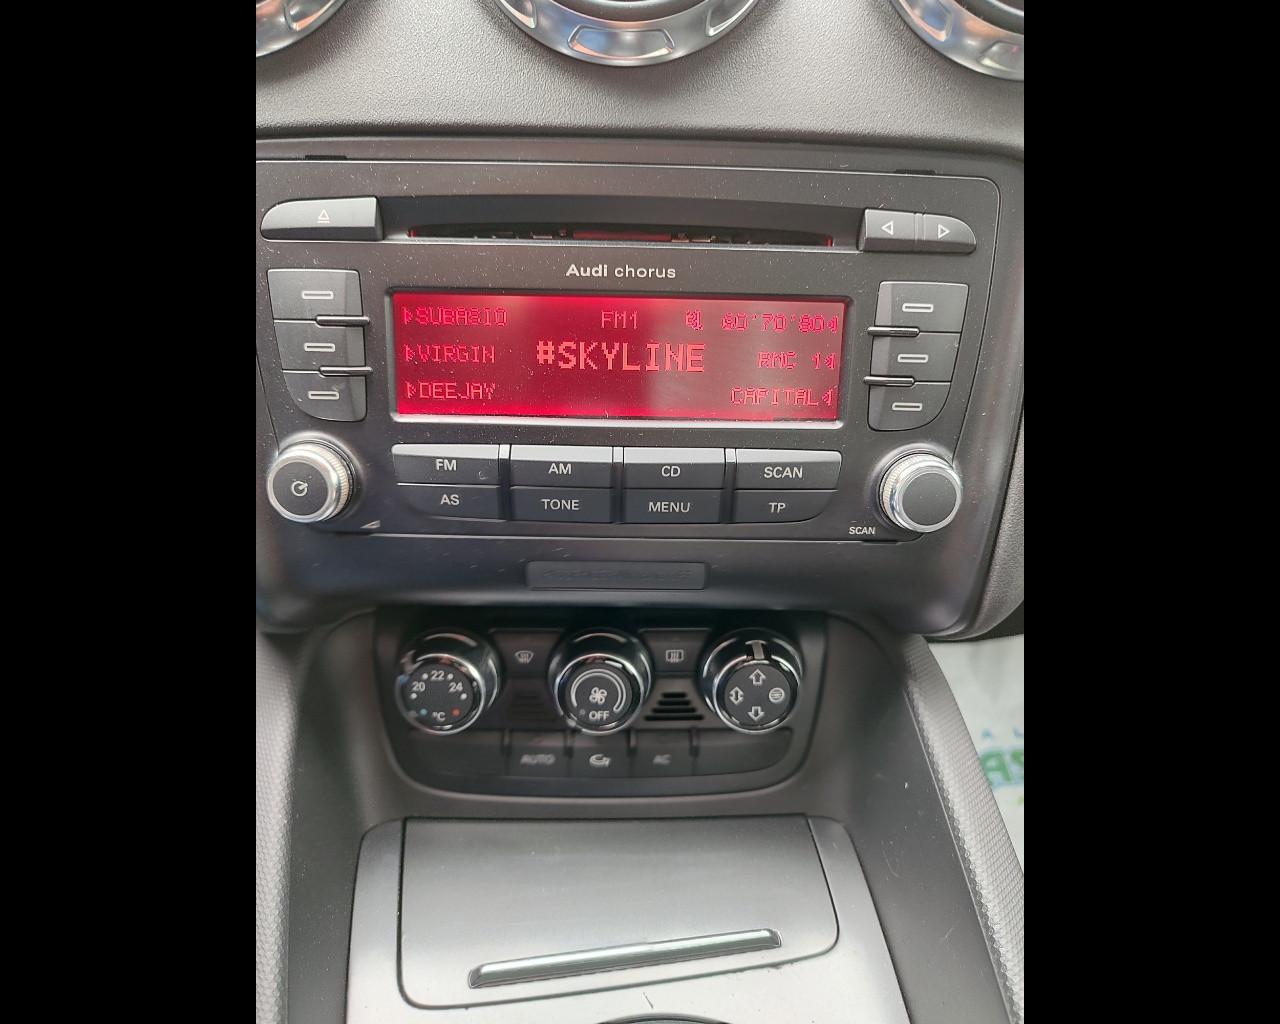 Audi chorus
SUBASIO FM1 60'70'80
VIRGIN #SKYLINE RMC 1
DEEJAY CAPITAL
FM AM CD SCAN
AS TONE MENU TP
SCAN
20 22 24
°C
OFF
AUTO AC